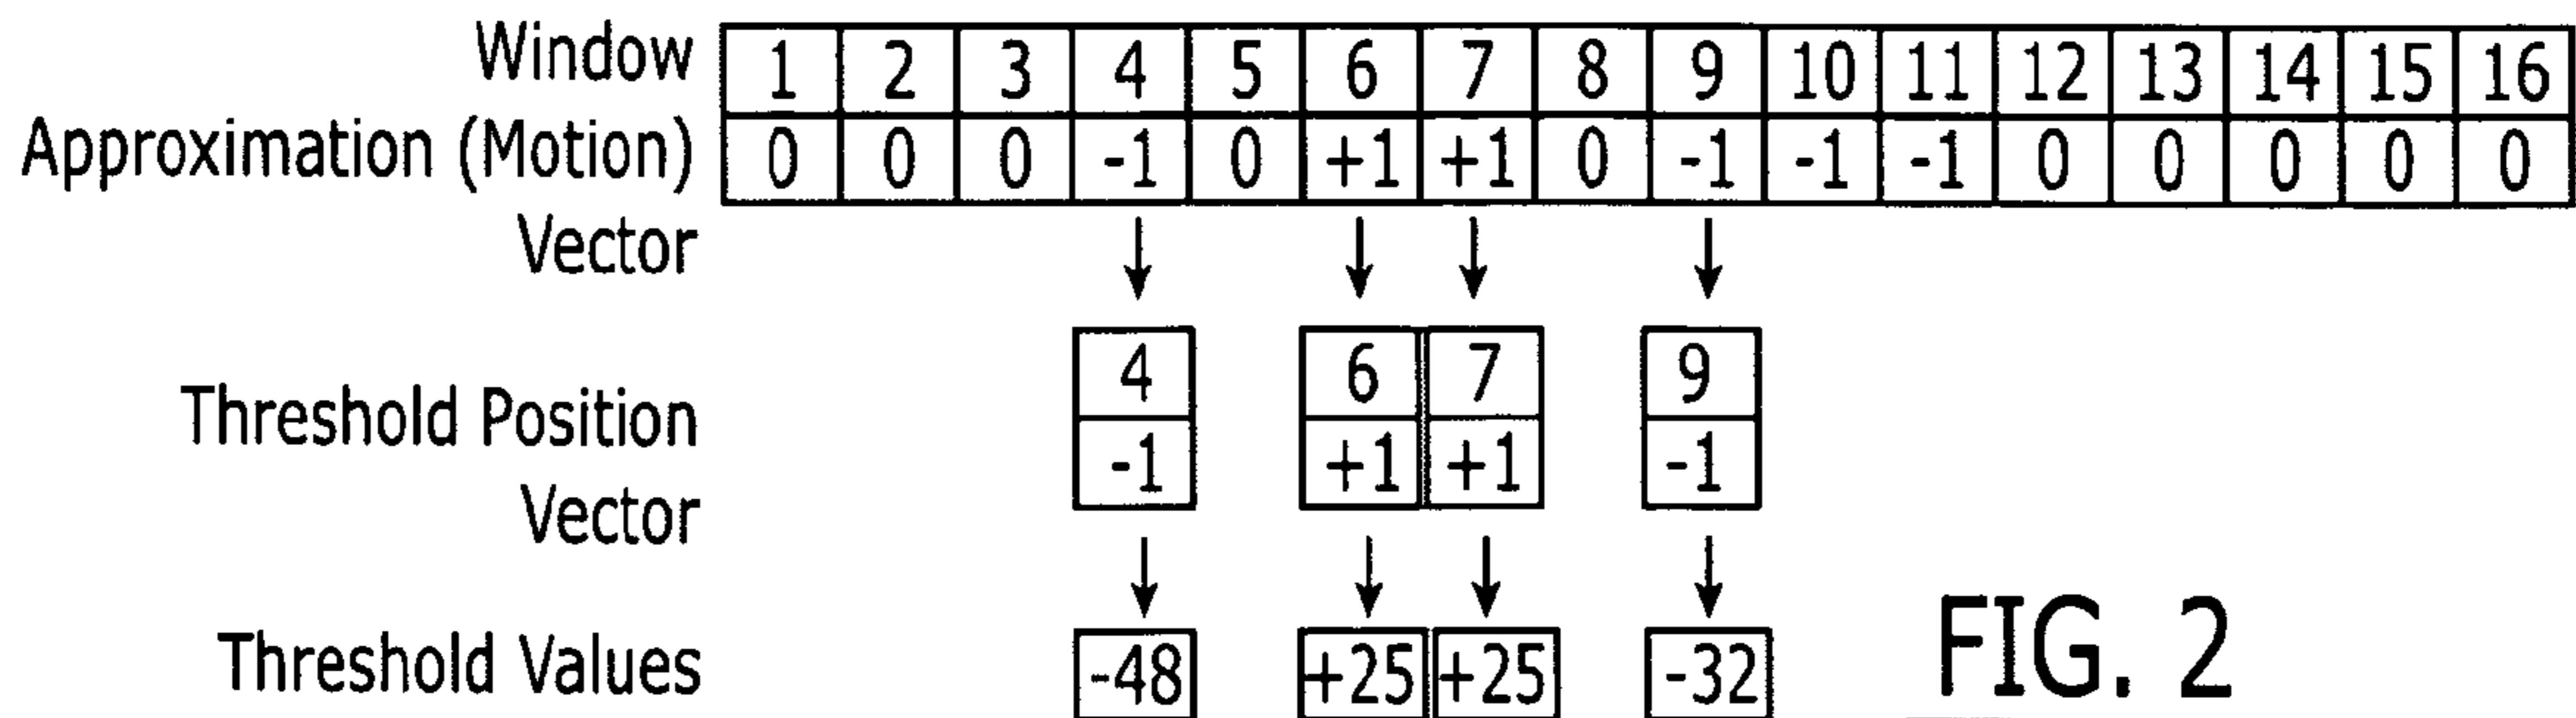 Window 1 2 3 4 5 6 7 8 9 10 11 12 13 14 15 16
Approximation (Motion) 0 0 0 -1 0 +1 +1 0 -1 -1 -1 0 0 0 0 0
Vector
4 6 7 9
Threshold Position
-1 +1 +1 -1
Vector
Threshold Values -48 +25 +25 -32
FIG. 2